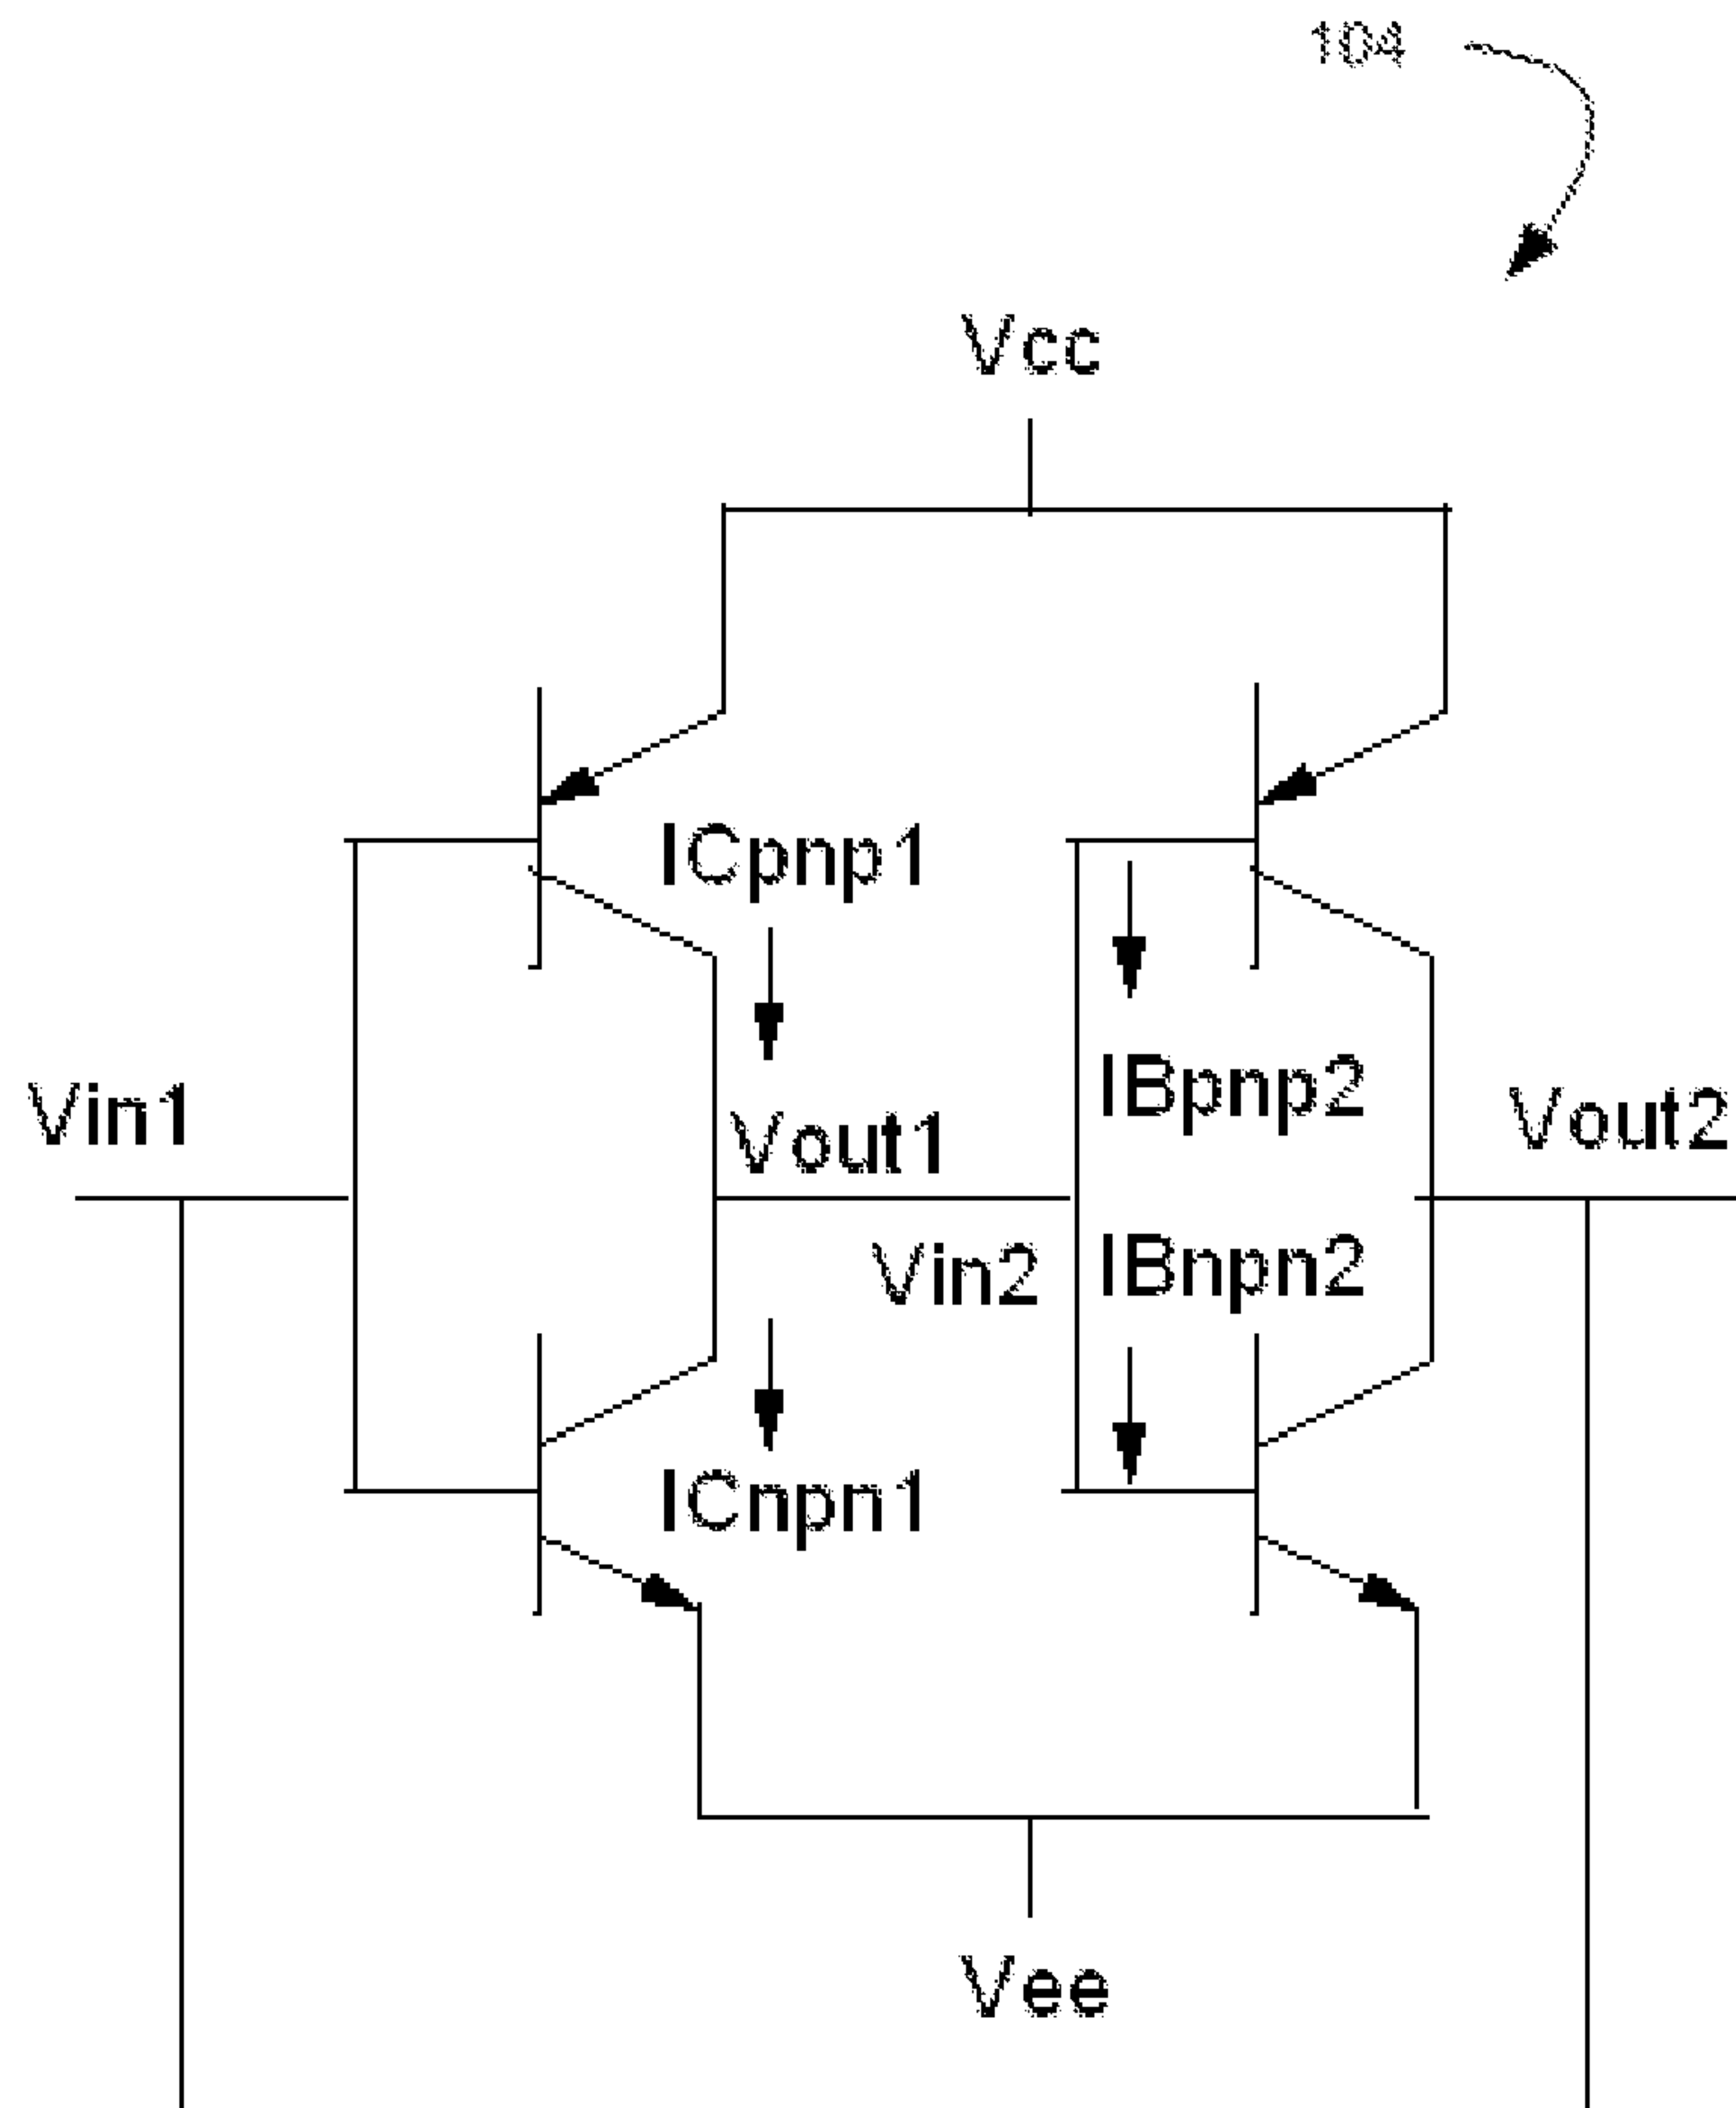 104
Vcc
ICpnp1
IBpnp2
Vin1
Vout1
Vout2
Vin2
IBnpn2
ICnpn1
Vee